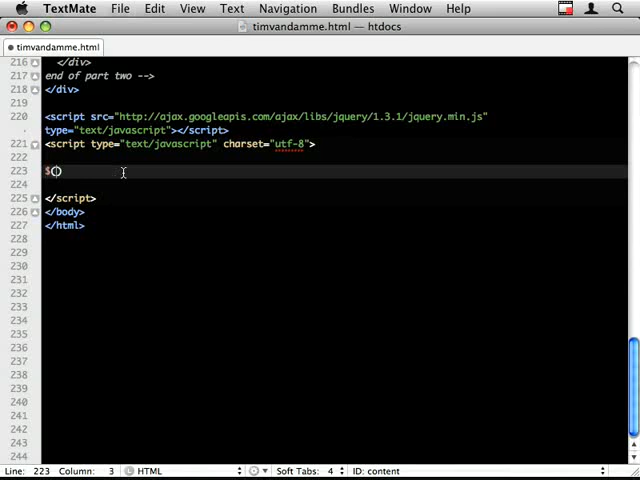 TextMate File Edit View Text Navigation Bundles Window Help
timvandamme.html — htdocs
timvandamme.html
216 </div>
217 end of part two -->
218 </div>
219
220 <script src="http://ajax.googleapis.com/ajax/libs/jquery/1.3.1/jquery.min.js"
type="text/javascript"></script>
221 <script type="text/javascript" charset="utf-8">
222
223 $()
224
225 </script>
226 </body>
227 </html>
228
229
230
231
232
233
234
235
236
237
238
239
240
241
242
243
244
Line: 223 Column: 3 L HTML Soft Tabs: 4 ID: content